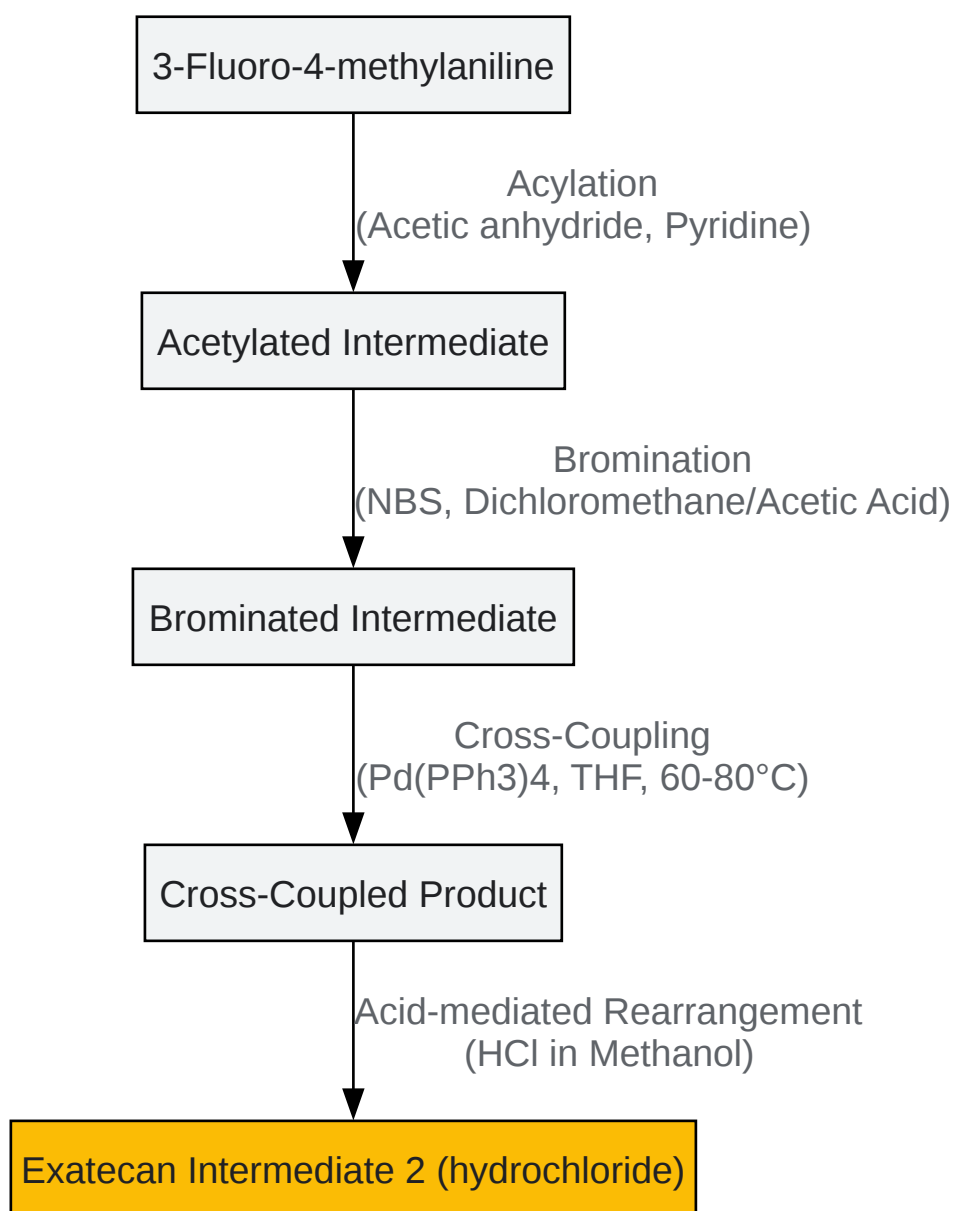 3-Fluoro-4-methylaniline
Acylation
(Acetic anhydride, Pyridine)
Acetylated Intermediate
Bromination
(NBS, Dichloromethane/Acetic Acid)
Brominated Intermediate
Cross-Coupling
(Pd(PPh3)4, THF, 60-80°C)
Cross-Coupled Product
Acid-mediated Rearrangement
(HCl in Methanol)
Exatecan Intermediate 2 (hydrochloride)